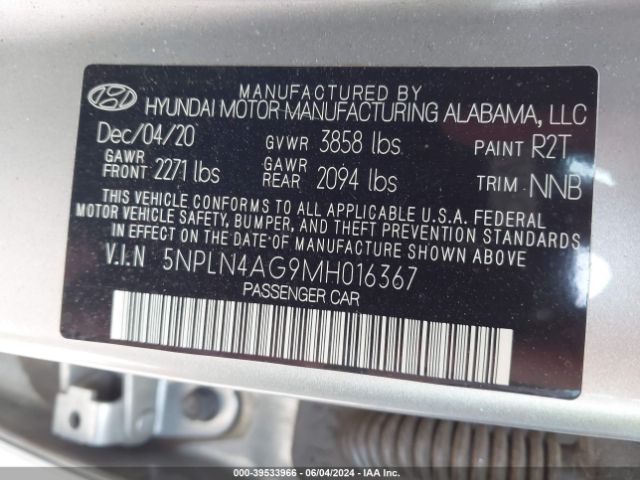 MANUFACTURED BY
HYUNDAI MOTOR MANUFACTURING ALABAMA, LLC
Dec/04/20 GVWR 3858 lbs PAINT R2T
GAWR FRONT 2271 lbs GAWR REAR 2094 lbs TRIM NNB
THIS VEHICLE CONFORMS TO ALL APPLICABLE U.S.A. FEDERAL
MOTOR VEHICLE SAFETY, BUMPER, AND THEFT PREVENTION STANDARDS
IN EFFECT ON THE DATE OF MANUFACTURE SHOWN ABOVE
V.I.N 5NPLN4AG9MH016367
PASSENGER CAR
000-39533966 - 06/04/2024 - IAA Inc.